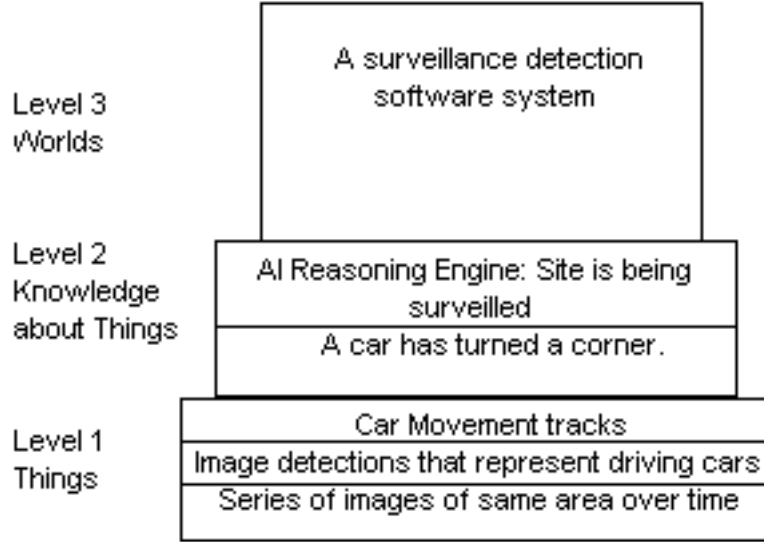 A surveillance detection
software system
Level 3
Worlds
Level 2
Knowledge
about Things
AI Reasoning Engine: Site is being
surveilled
A car has turned a corner.
Level 1
Things
Car Movement tracks
Image detections that represent driving cars
Series of images of same area over time